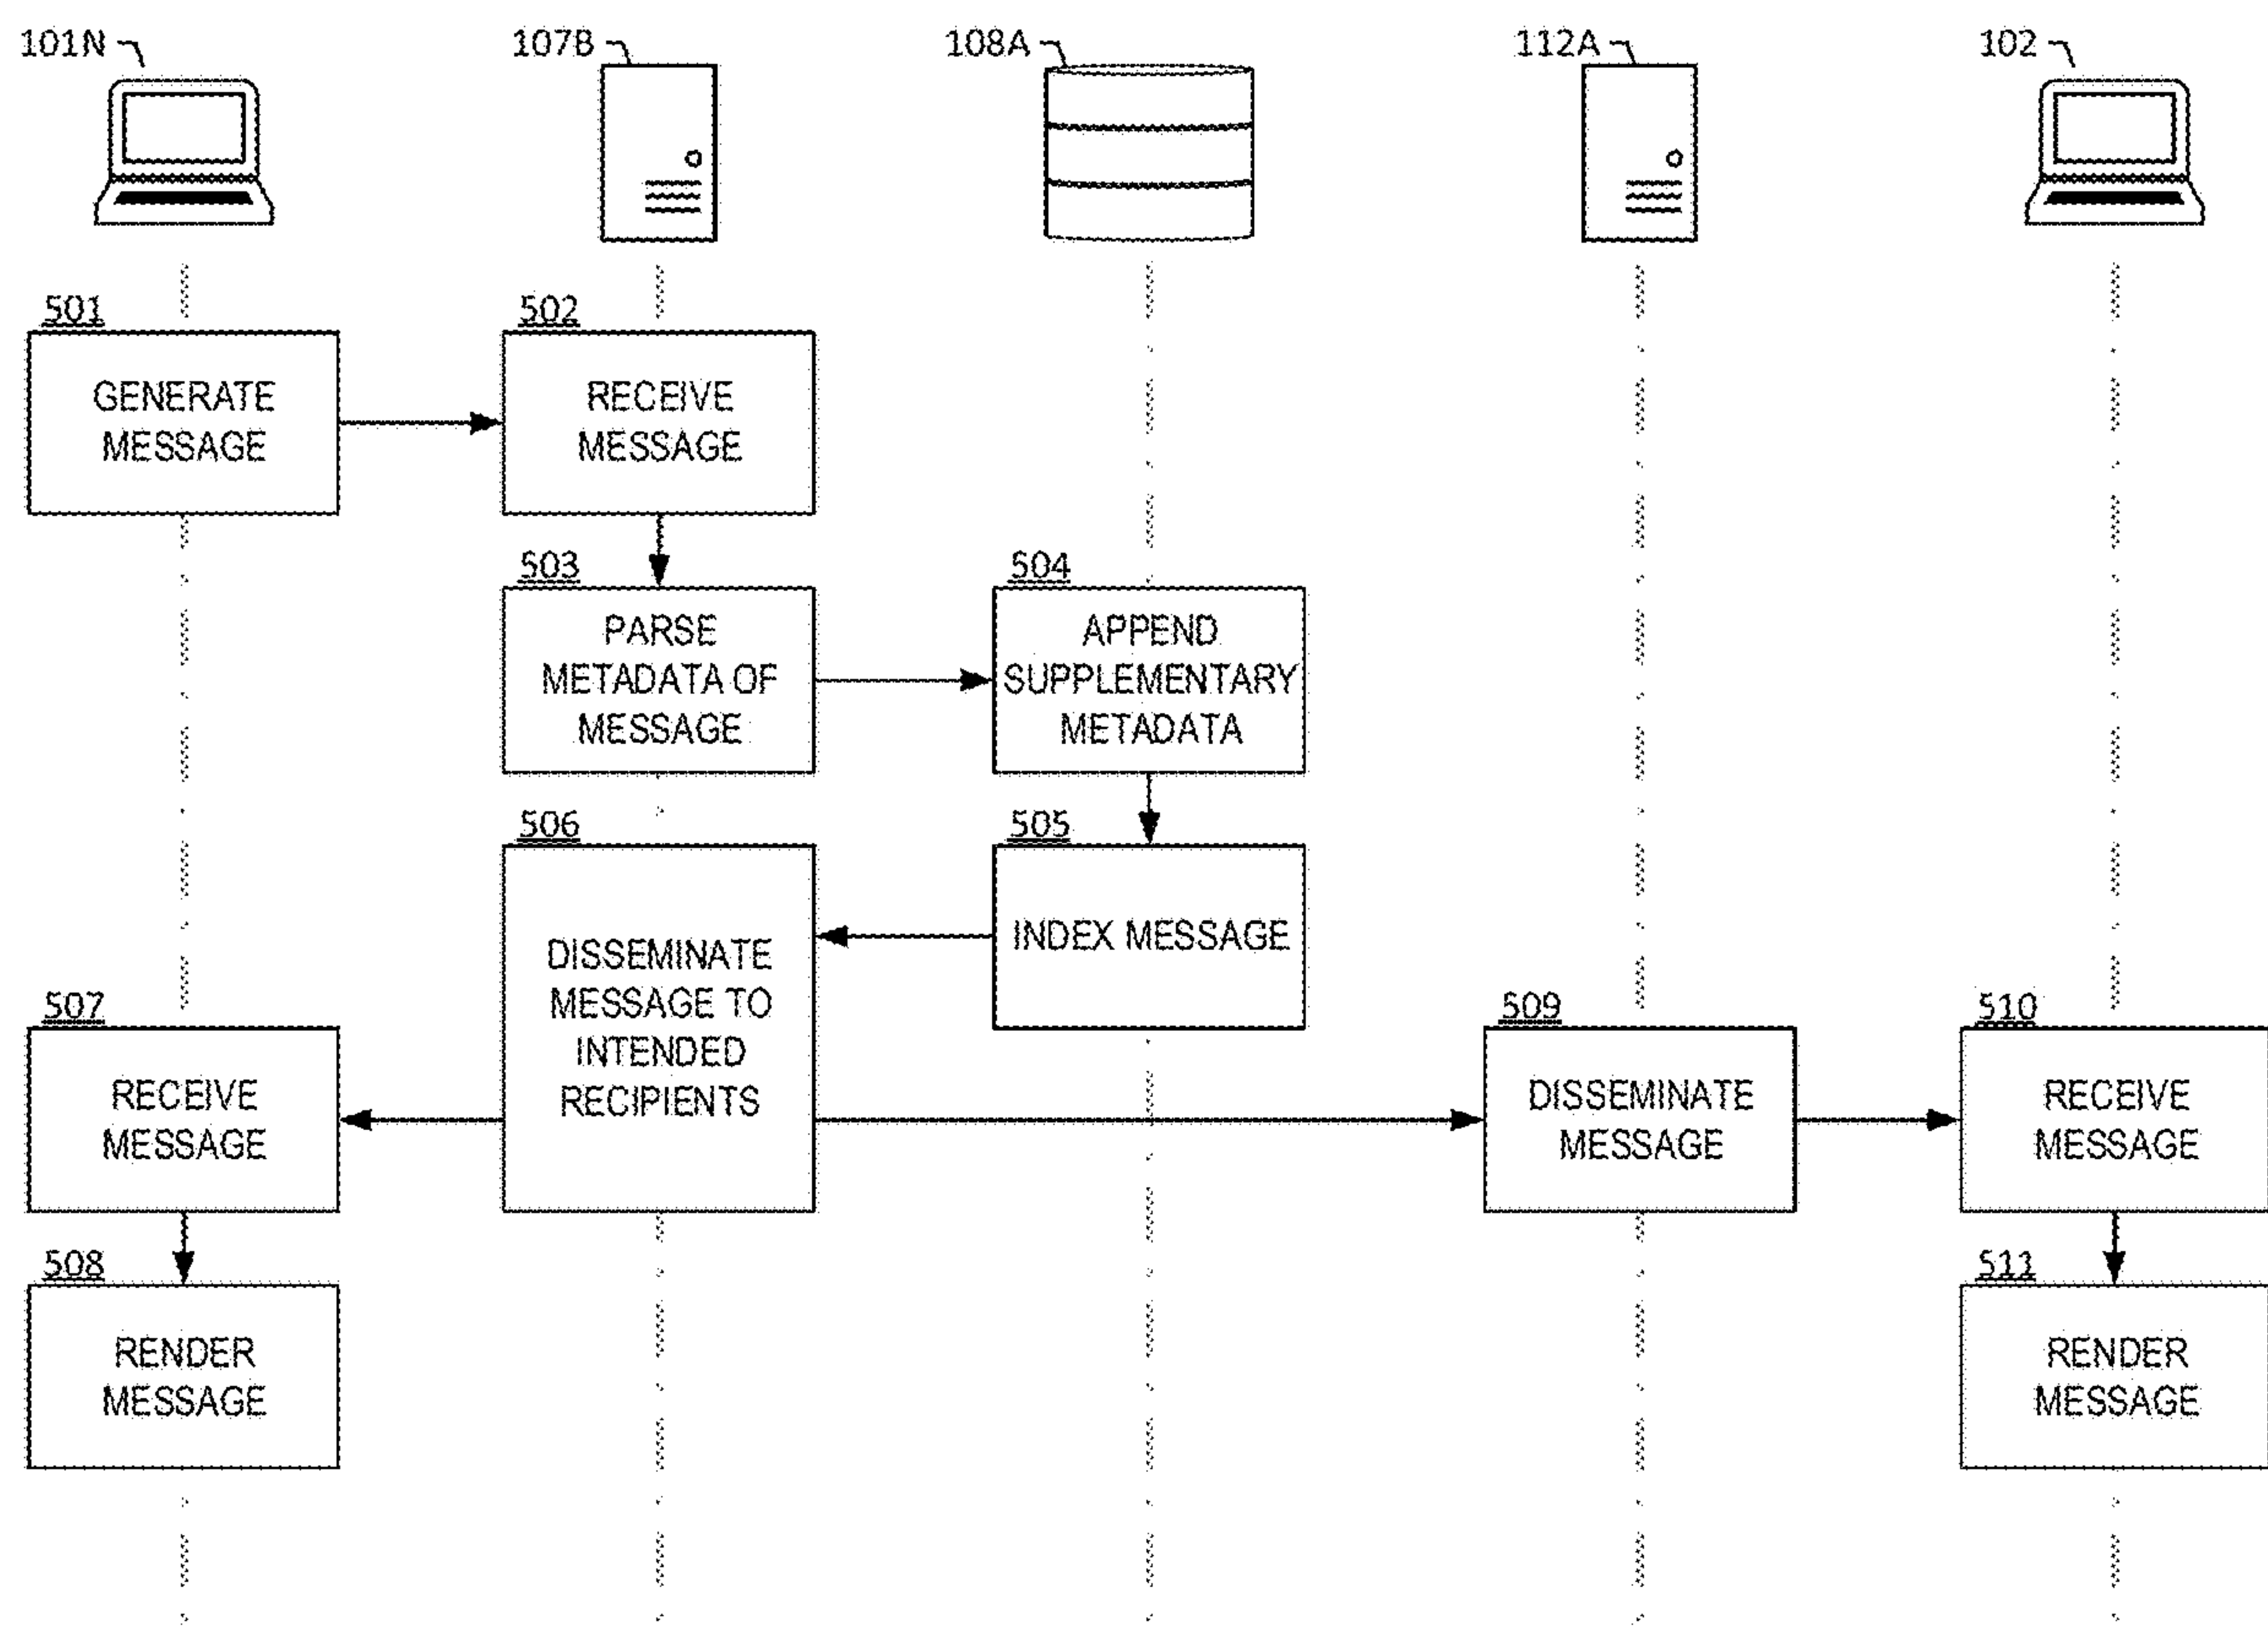 101N
107B
108A
112A
102
501
GENERATE
MESSAGE
502
RECEIVE
MESSAGE
503
PARSE
METADATA OF
MESSAGE
504
APPEND
SUPPLEMENTARY
METADATA
506
DISSEMINATE
MESSAGE TO
INTENDED
RECIPIENTS
505
INDEX MESSAGE
507
RECEIVE
MESSAGE
509
DISSEMINATE
MESSAGE
510
RECEIVE
MESSAGE
508
RENDER
MESSAGE
511
RENDER
MESSAGE